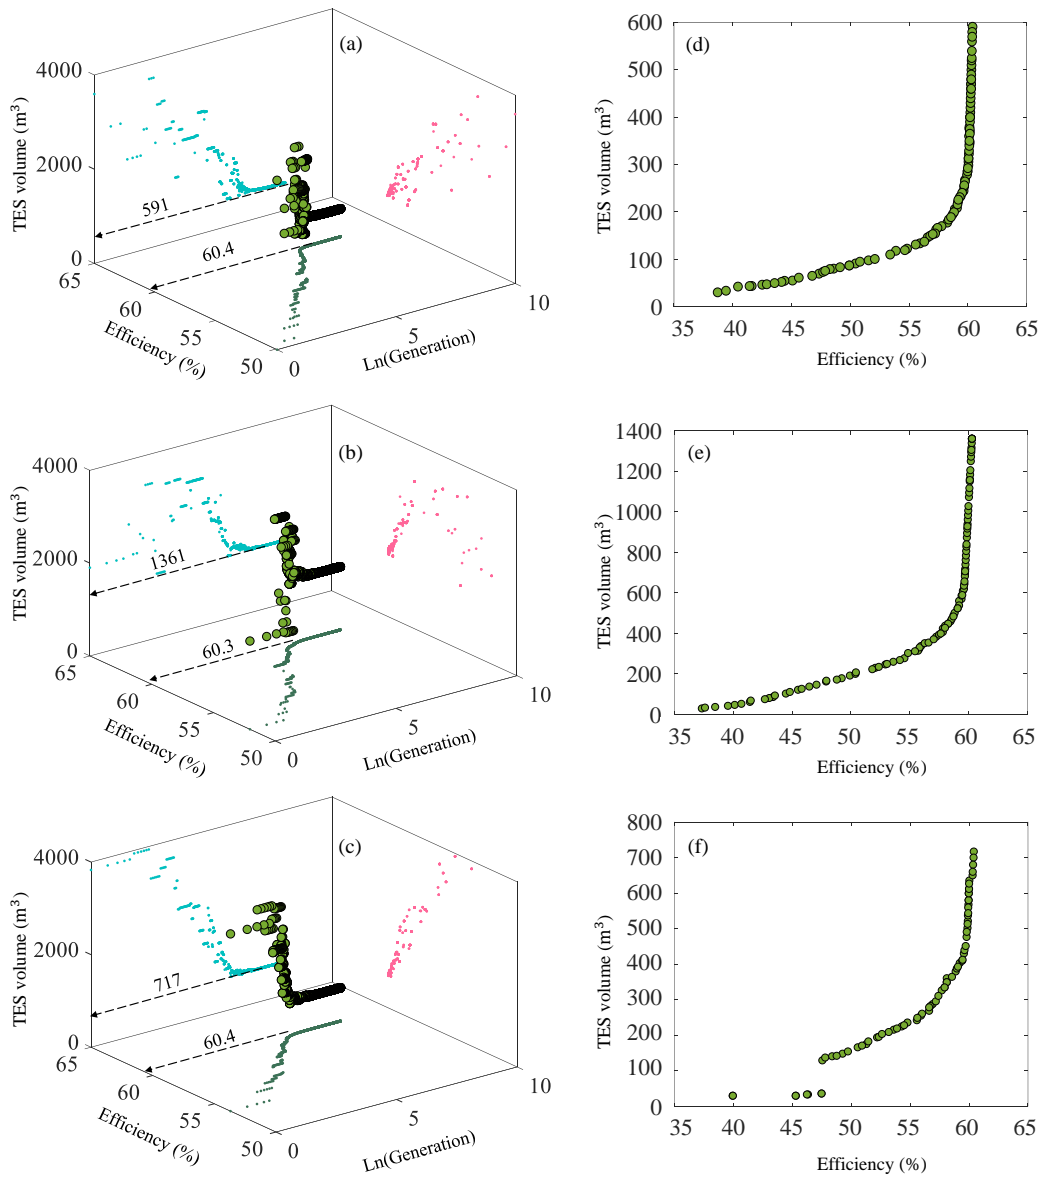 (a)
4000
2000
0
TES volume (m³)
591
60.4
65
60
55
50
Efficiency (%)
0
5
10
Ln(Generation)
(d)
600
500
400
300
200
100
0
TES volume (m³)
35 40 45 50 55 60 65
Efficiency (%)
(b)
4000
2000
0
TES volume (m³)
1361
60.3
65
60
55
50
Efficiency (%)
0
5
10
Ln(Generation)
(e)
1400
1200
1000
800
600
400
200
0
TES volume (m³)
35 40 45 50 55 60 65
Efficiency (%)
(c)
4000
2000
0
TES volume (m³)
717
60.4
65
60
55
50
Efficiency (%)
0
5
10
Ln(Generation)
(f)
800
700
600
500
400
300
200
100
0
TES volume (m³)
35 40 45 50 55 60 65
Efficiency (%)